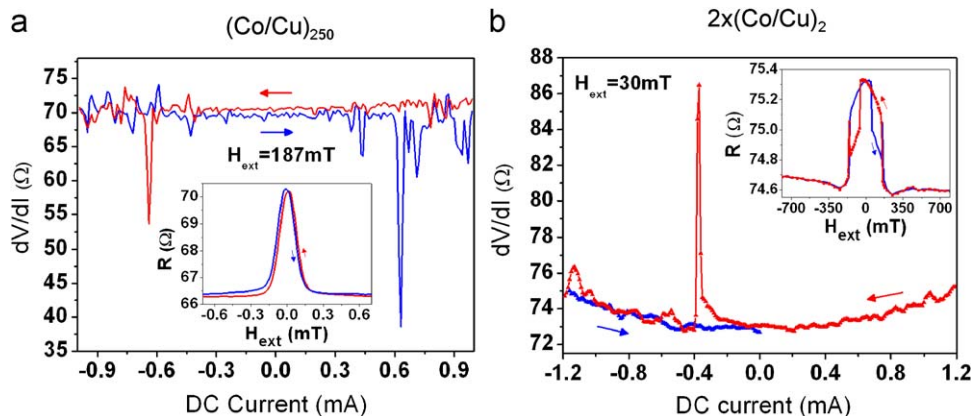 a
(Co/Cu)250
dV/dI (Ω)
75
70
65
60
55
50
45
40
35
H_ext=187mT
R (Ω)
70
69
68
67
66
-0.6 -0.3 0.0 0.3 0.6
H_ext (mT)
-0.9 -0.6 -0.3 0.0 0.3 0.6 0.9
DC Current (mA)
b
2x(Co/Cu)2
dV/dI (Ω)
88
86
84
82
80
78
76
74
72
H_ext=30mT
R (Ω)
75.4
75.2
75.0
74.8
74.6
-700 -350 0 350 700
H_ext (mT)
-1.2 -0.8 -0.4 0.0 0.4 0.8 1.2
DC current (mA)